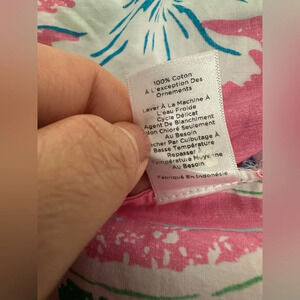 100% Coton
À L'exception Des
Ornements
Laver À La Machine À
L'eau Froide
Cycle Délicat
Agent De Blanchiment
Non Chloré Seulement
Au Besoin
Sécher Par Culbutage À
Basse Température
Repasser À
Température Moyenne
Au Besoin
Fabriqué En Indonésie